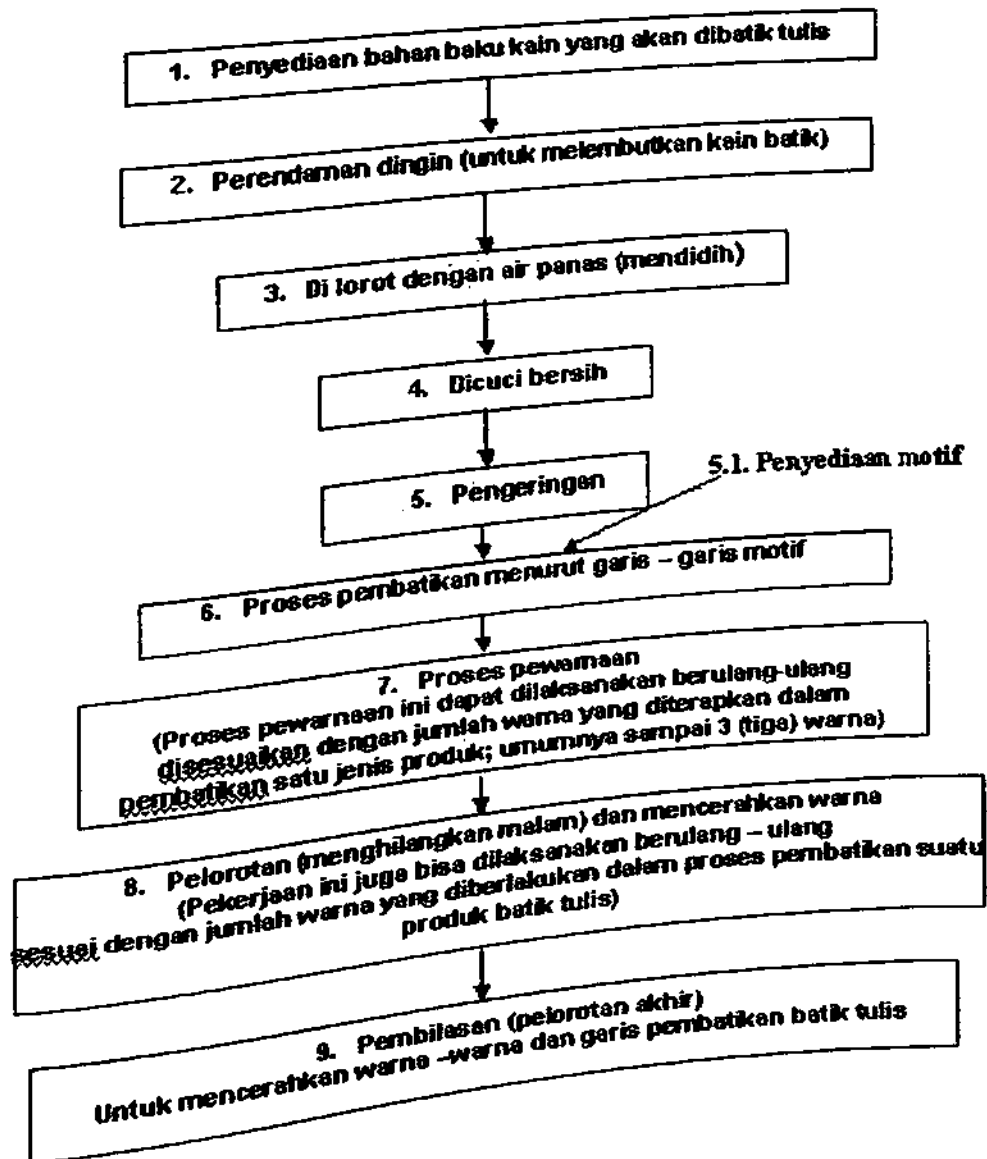 1. Penyediaan bahan baku kain yang akan dibatik tulis
2. Perendaman dingin (untuk melembutkan kain batik)
3. Di lorot dengan air panas (mendidih)
4. Dicuci bersih
5. Pengeringan
5.1. Penyediaan motif
6. Proses pembatikan menurut garis – garis motif
7. Proses pewarnaan
(Proses pewarnaan ini dapat dilaksanakan berulang-ulang
disesuaikan dengan jumlah warna yang diterapkan dalam
pembatikan satu jenis produk; umumnya sampai 3 (tiga) warna)
8. Pelorotan (menghilangkan malam) dan mencerahkan warna
(Pekerjaan ini juga bisa dilaksanakan berulang – ulang
sesuai dengan jumlah warna yang diberlakukan dalam proses pembatikan suatu
produk batik tulis)
9. Pembilasan (pelorotan akhir)
Untuk mencerahkan warna –warna dan garis pembatikan batik tulis